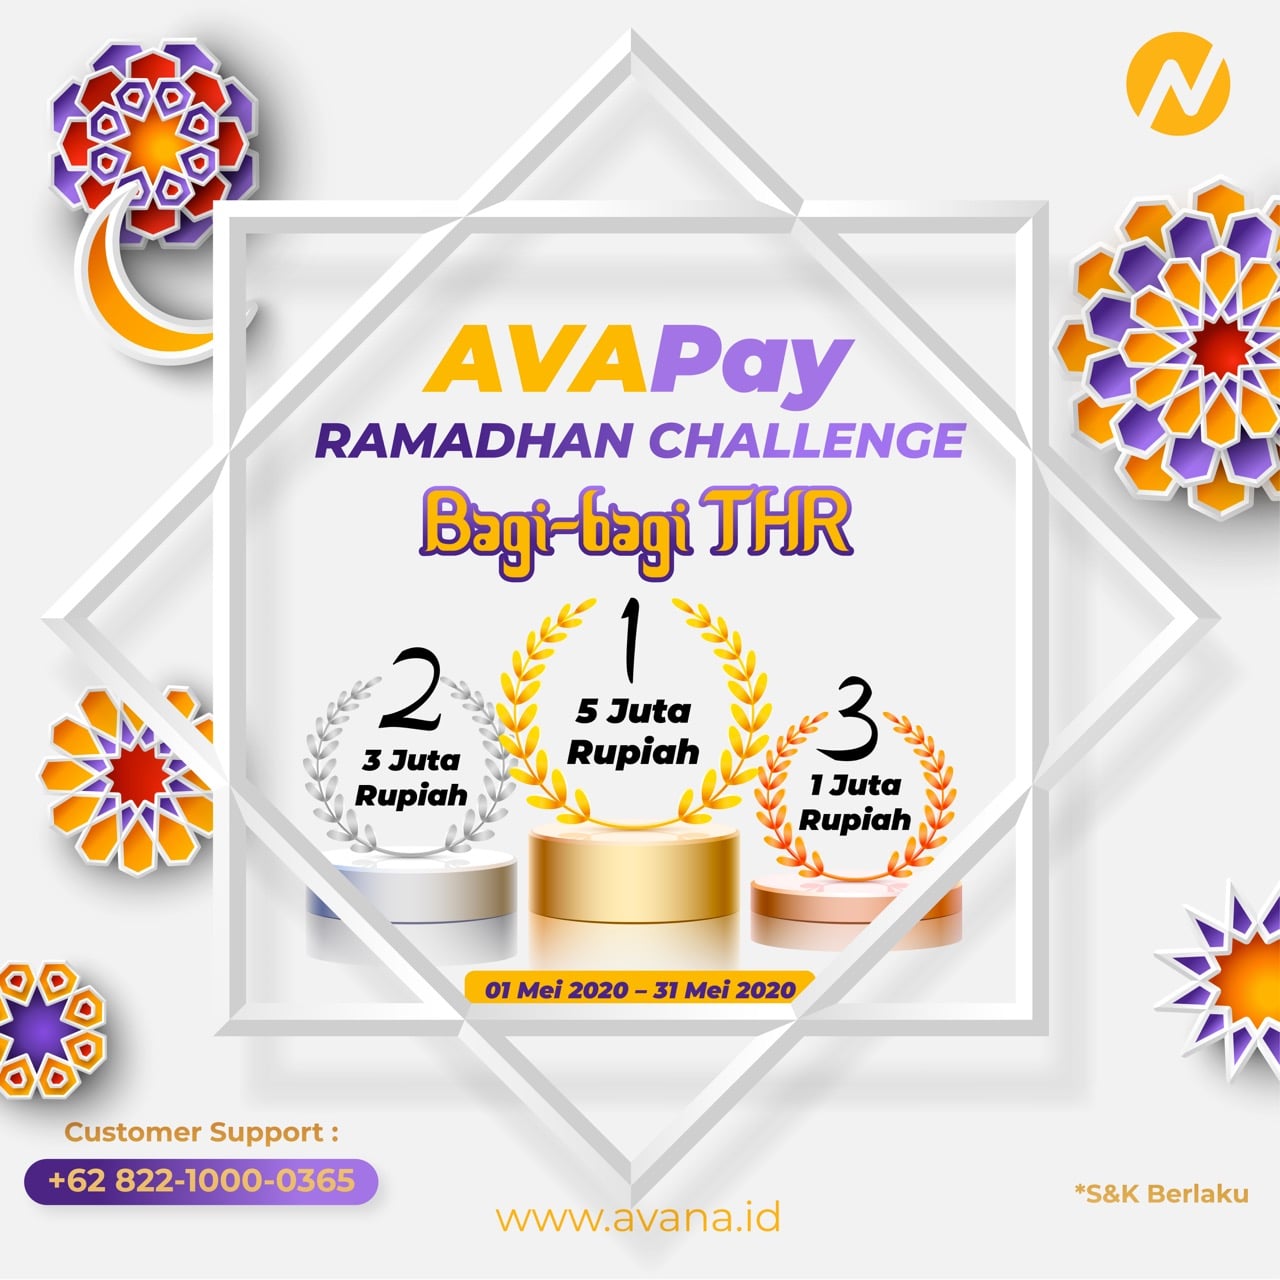 AVAPay
RAMADHAN CHALLENGE
Bagi-bagi THR
1
5 Juta
Rupiah
2
3 Juta
Rupiah
3
1 Juta
Rupiah
01 Mei 2020 – 31 Mei 2020
Customer Support :
+62 822-1000-0365
*S&K Berlaku
www.avana.id